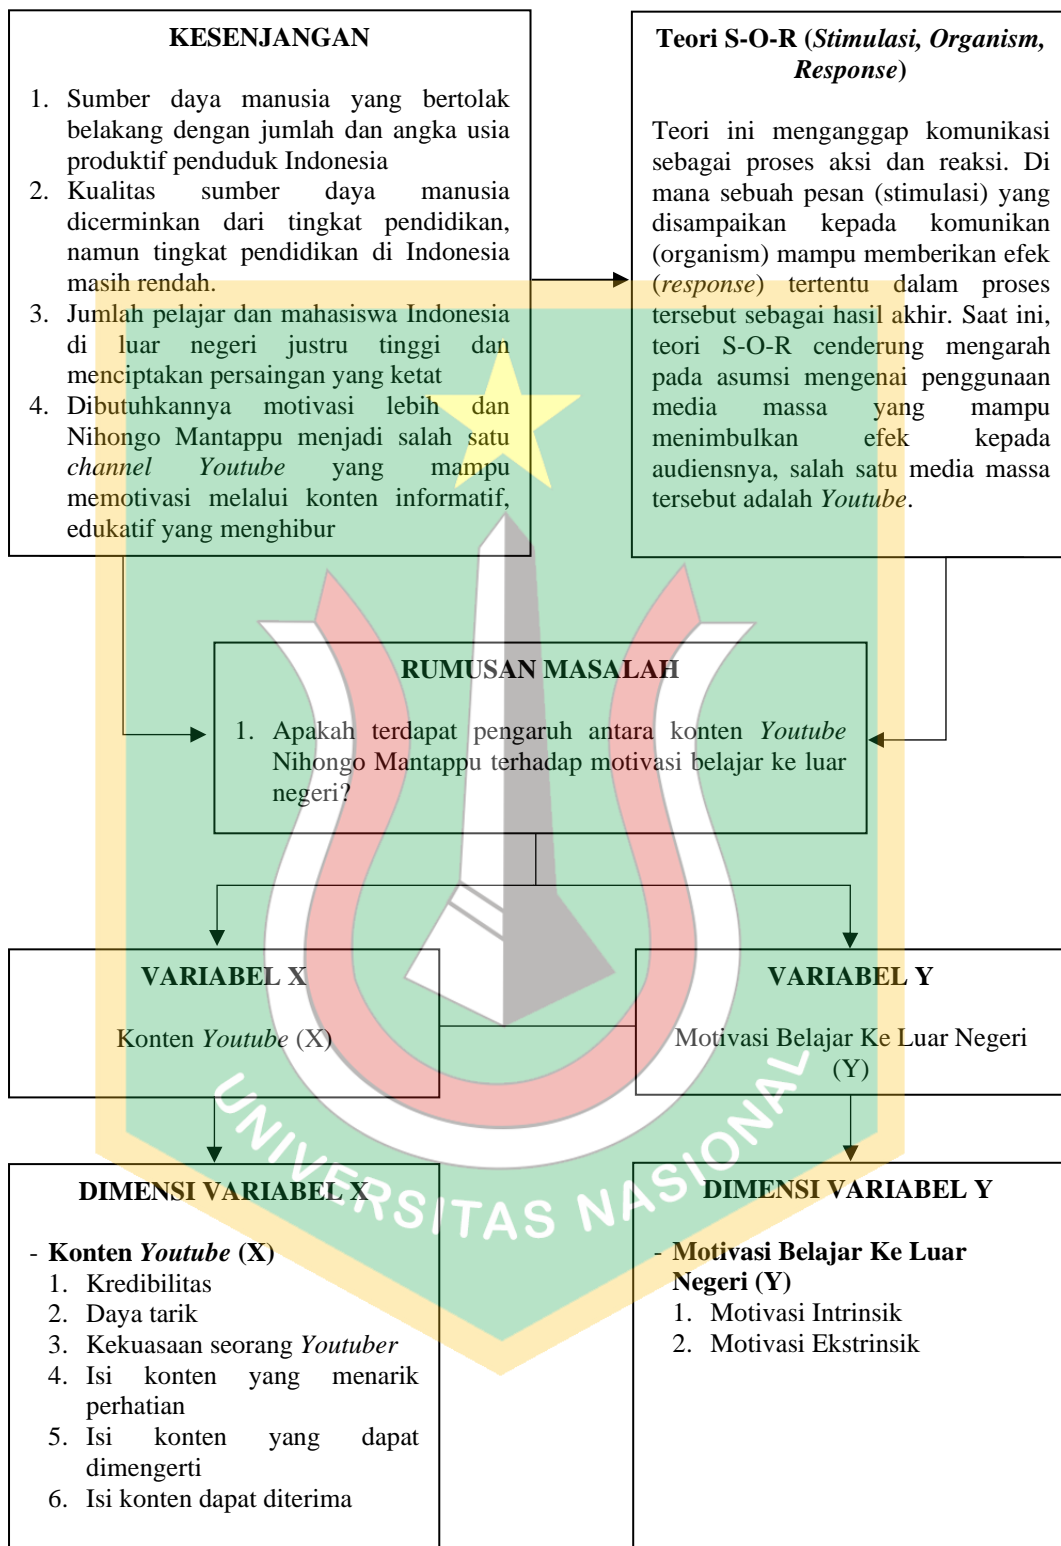 KESENJANGAN
1. Sumber daya manusia yang bertolak
belakang dengan jumlah dan angka usia
produktif penduduk Indonesia
2. Kualitas sumber daya manusia
dicerminkan dari tingkat pendidikan,
namun tingkat pendidikan di Indonesia
masih rendah.
3. Jumlah pelajar dan mahasiswa Indonesia
di luar negeri justru tinggi dan
menciptakan persaingan yang ketat
4. Dibutuhkannya motivasi lebih dan
Nihongo Mantappu menjadi salah satu
channel Youtube yang mampu
memotivasi melalui konten informatif,
edukatif yang menghibur
Teori S-O-R (Stimulasi, Organism,
Response)
Teori ini menganggap komunikasi
sebagai proses aksi dan reaksi. Di
mana sebuah pesan (stimulasi) yang
disampaikan kepada komunikan
(organism) mampu memberikan efek
(response) tertentu dalam proses
tersebut sebagai hasil akhir. Saat ini,
teori S-O-R cenderung mengarah
pada asumsi mengenai penggunaan
media massa yang mampu
menimbulkan efek kepada
audiensnya, salah satu media massa
tersebut adalah Youtube.
RUMUSAN MASALAH
1. Apakah terdapat pengaruh antara konten Youtube
Nihongo Mantappu terhadap motivasi belajar ke luar
negeri?
VARIABEL X
Konten Youtube (X)
VARIABEL Y
Motivasi Belajar Ke Luar Negeri
(Y)
UNIVERSITAS NASIONAL
DIMENSI VARIABEL X
- Konten Youtube (X)
1. Kredibilitas
2. Daya tarik
3. Kekuasaan seorang Youtuber
4. Isi konten yang menarik
perhatian
5. Isi konten yang dapat
dimengerti
6. Isi konten dapat diterima
DIMENSI VARIABEL Y
- Motivasi Belajar Ke Luar
Negeri (Y)
1. Motivasi Intrinsik
2. Motivasi Ekstrinsik